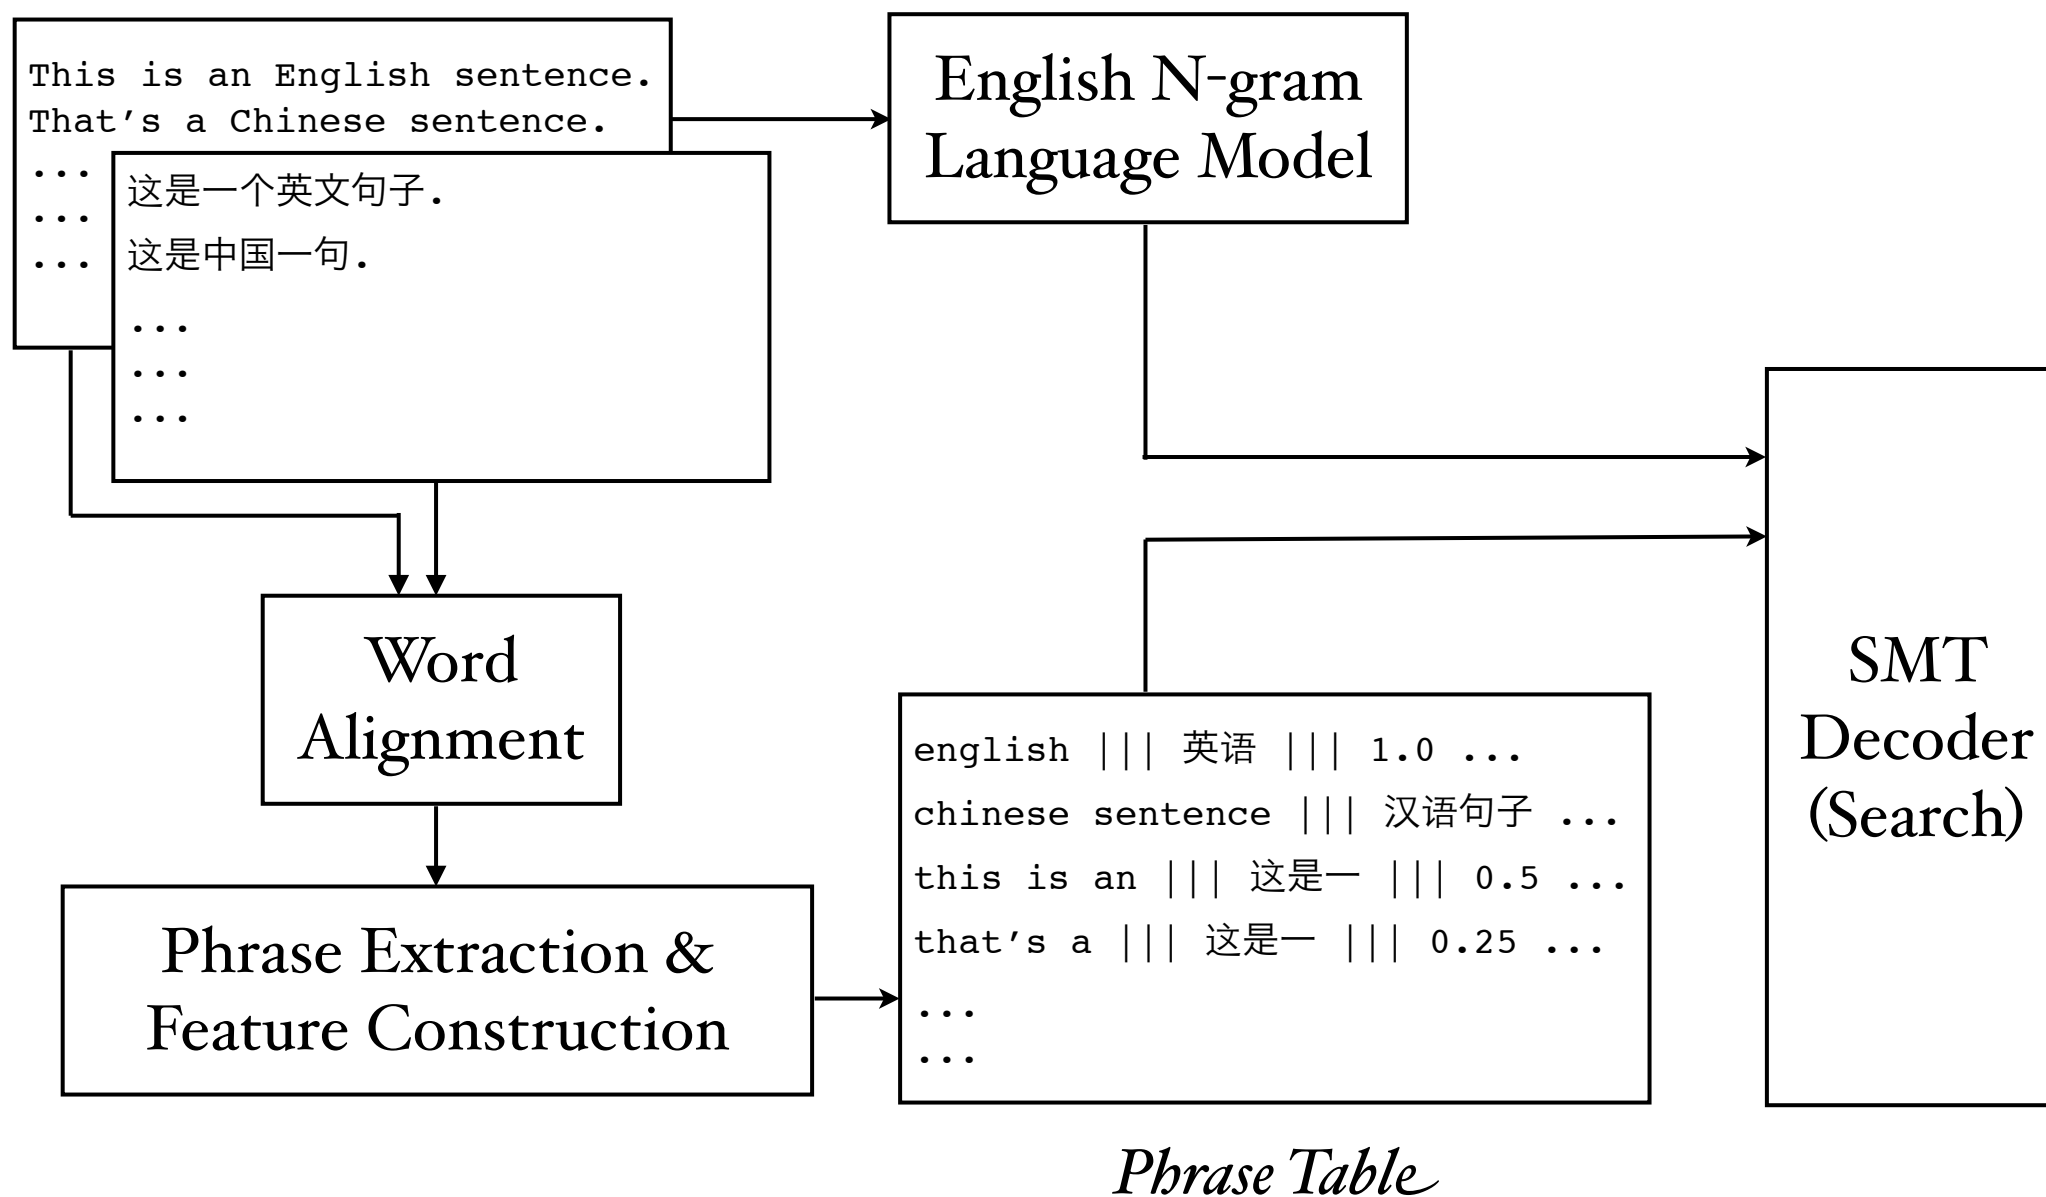 This is an English sentence.
That’s a Chinese sentence.
...
...
...
这是一个英文句子.
这是中国一句.
...
...
...
English N-gram
Language Model
Word
Alignment
Phrase Extraction &
Feature Construction
english ||| 英语 ||| 1.0 ...
chinese sentence ||| 汉语句子 ...
this is an ||| 这是一 ||| 0.5 ...
that’s a ||| 这是一 ||| 0.25 ...
...
...
Phrase Table
SMT
Decoder
(Search)